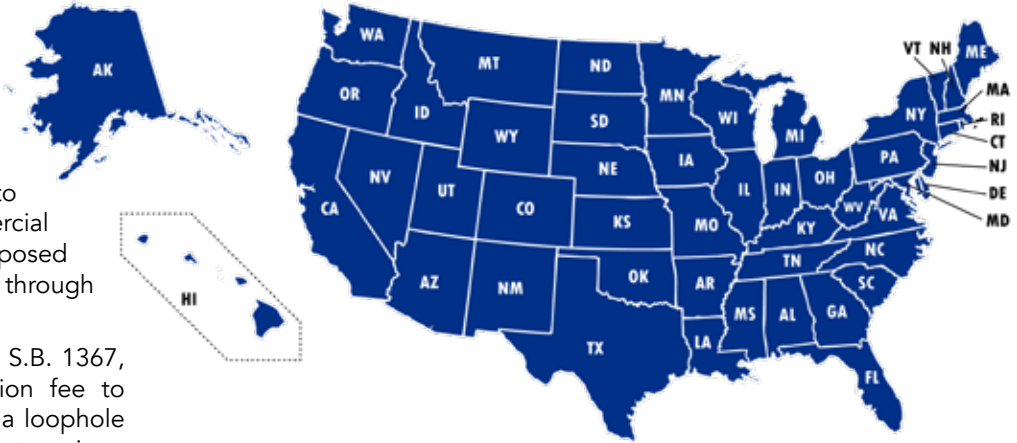 AK
WA
OR
ID
MT
ND
MN
SD
WY
NE
IA
WI
MI
NV
UT
CO
KS
MO
IL
IN
OH
CA
AZ
NM
OK
AR
TX
LA
MS
AL
GA
FL
TN
KY
WV
VA
NC
SC
PA
NY
VT NH
ME
MA
RI
CT
NJ
DE
MD
HI
to
ercial
posed
through
S.B. 1367,
ion fee to
a loophole